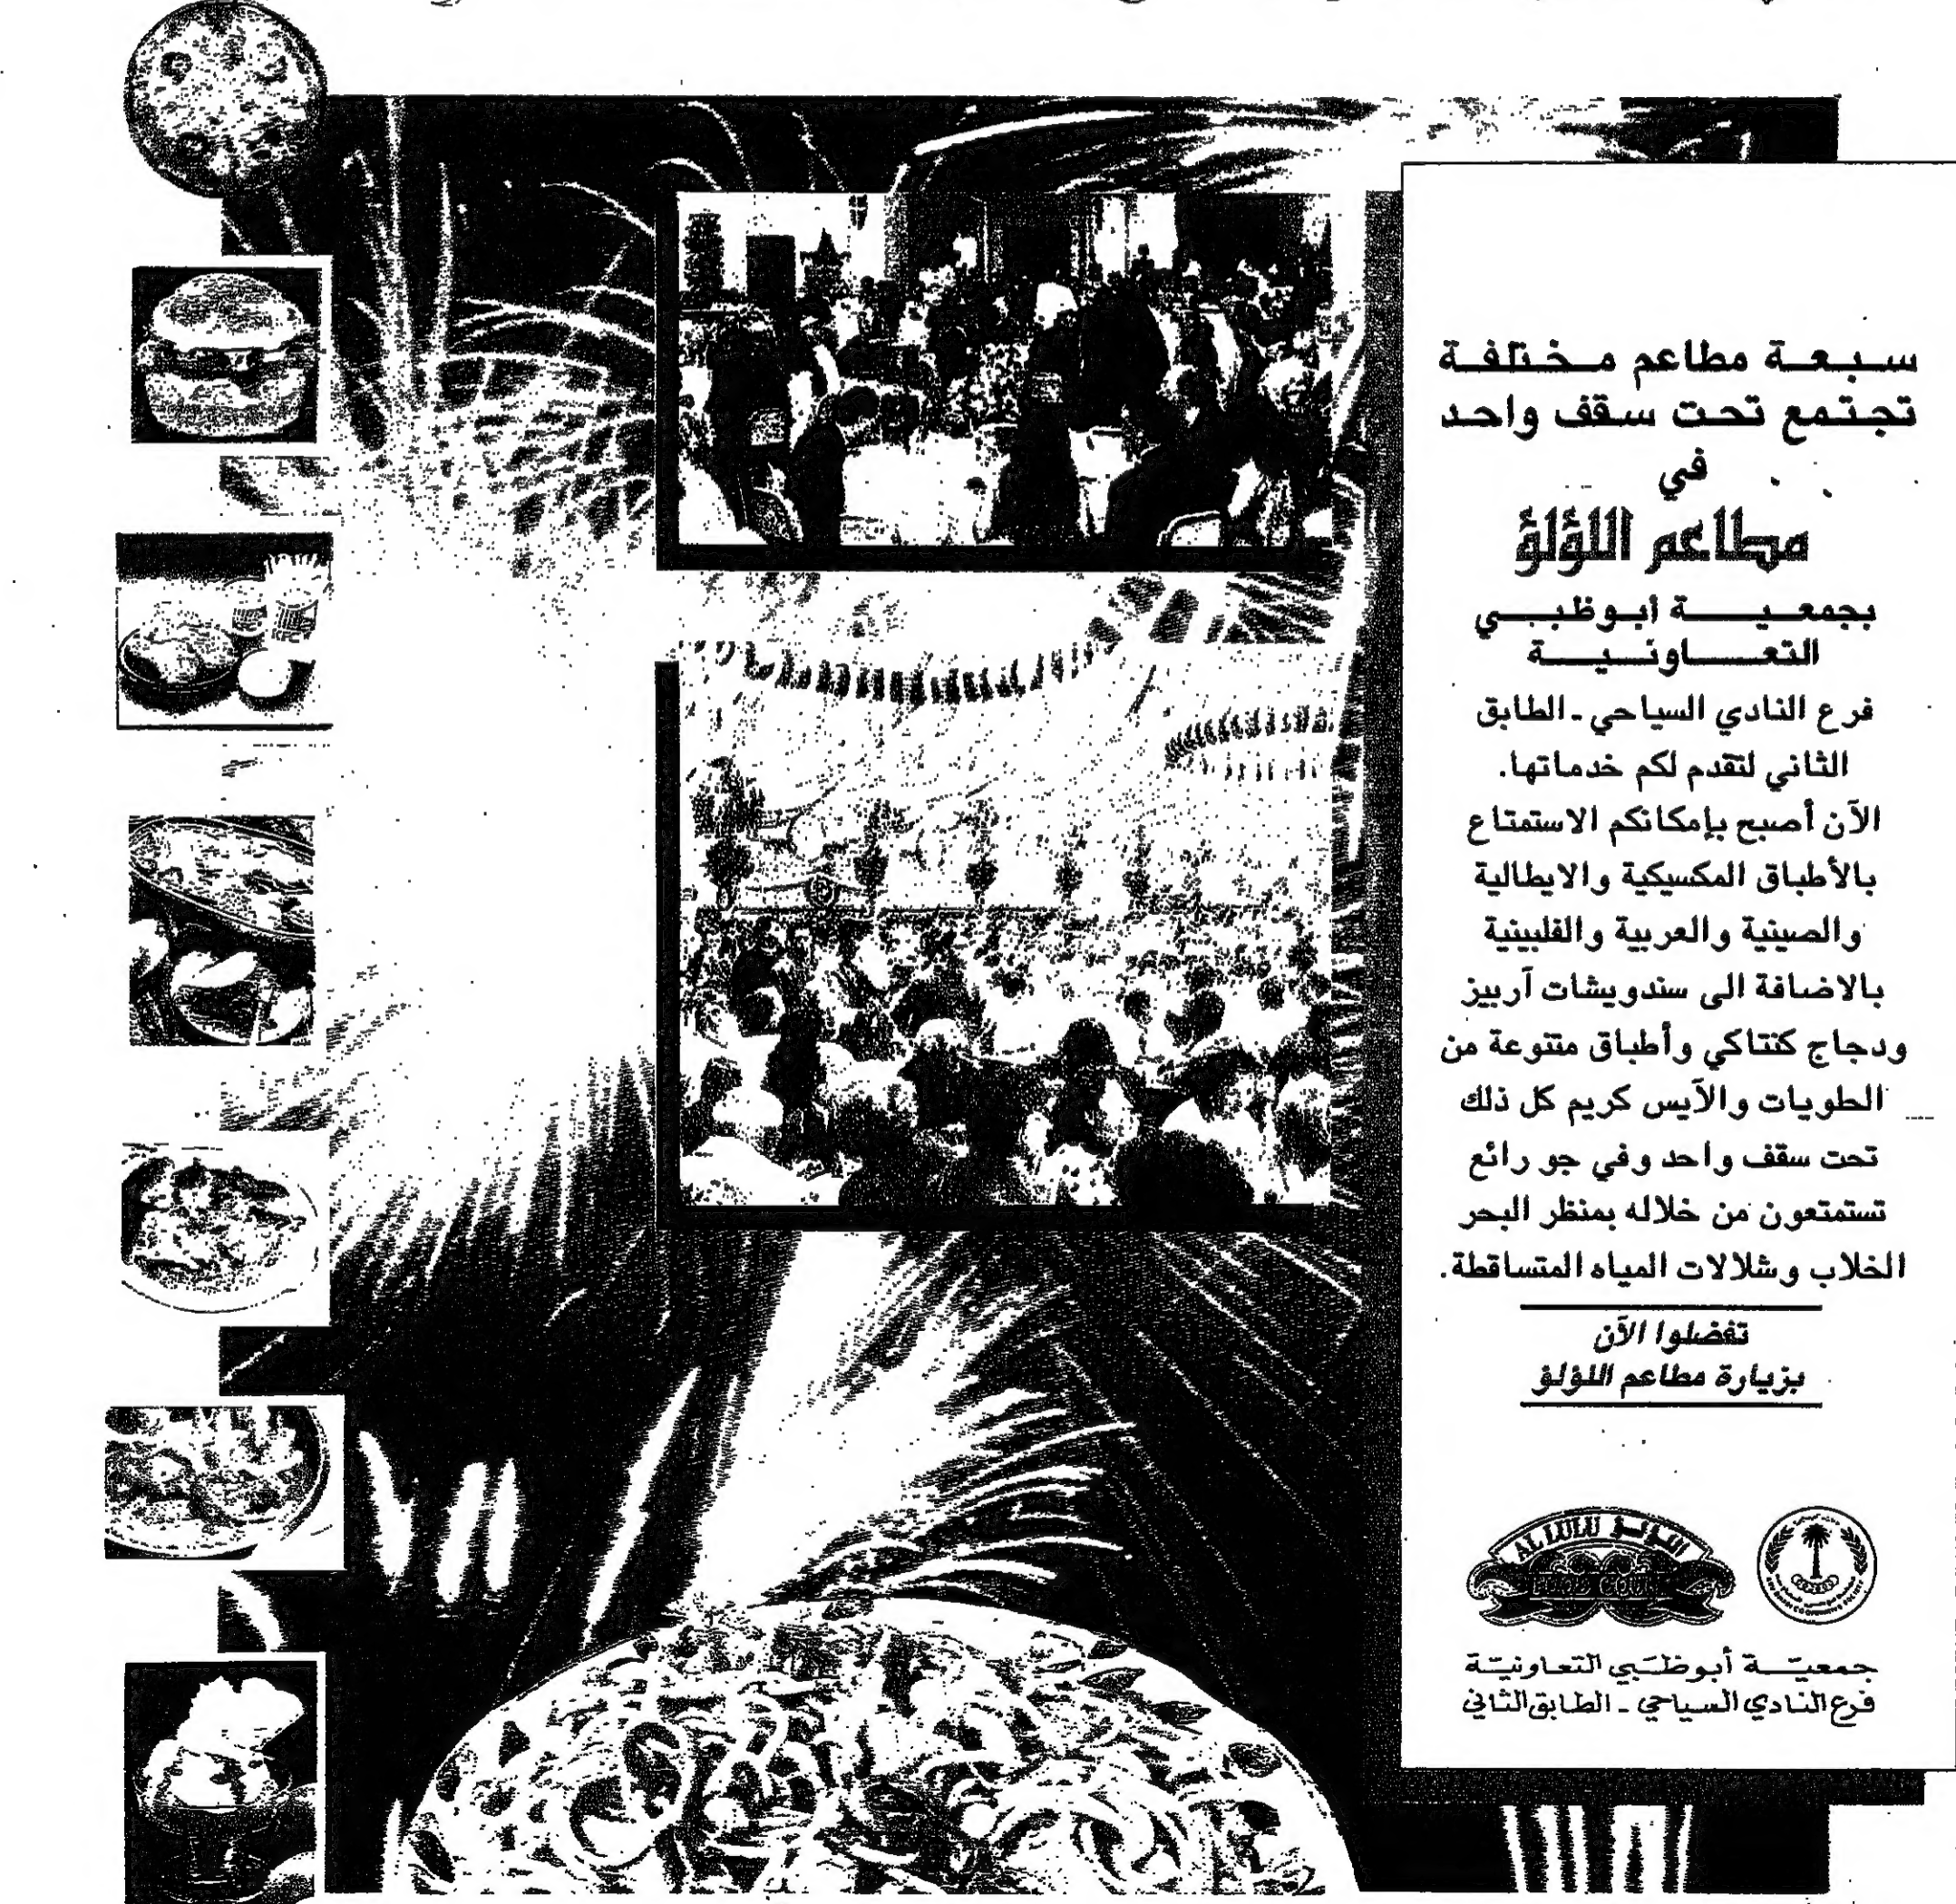 سبعة مطاعم مختلفة
تجتمع تحت سقف واحد
في
مطاعم اللؤلؤ
بجمعية أبوظبي
التعاونية
فرع النادي السياحي - الطابق
الثاني لتقدم لكم خدماتها.
الآن أصبح بإمكانكم الاستمتاع
بالأطباق المكسيكية والايطالية
والصينية والعربية والفلبينية
بالاضافة الى سندويشات آربيز
ودجاج كنتاكي وأطباق متنوعة من
الحلويات والآيس كريم كل ذلك
تحت سقف واحد وفي جو رائع
تستمتعون من خلاله بمنظر البحر
الخلاب وشلالات المياه المتساقطة.
تفضلوا الآن
بزيارة مطاعم اللؤلؤ
AL LULU اللؤلؤ
FOOD COURT
جمعية أبوظبي التعاونية
فرع النادي السياحي - الطابق الثاني